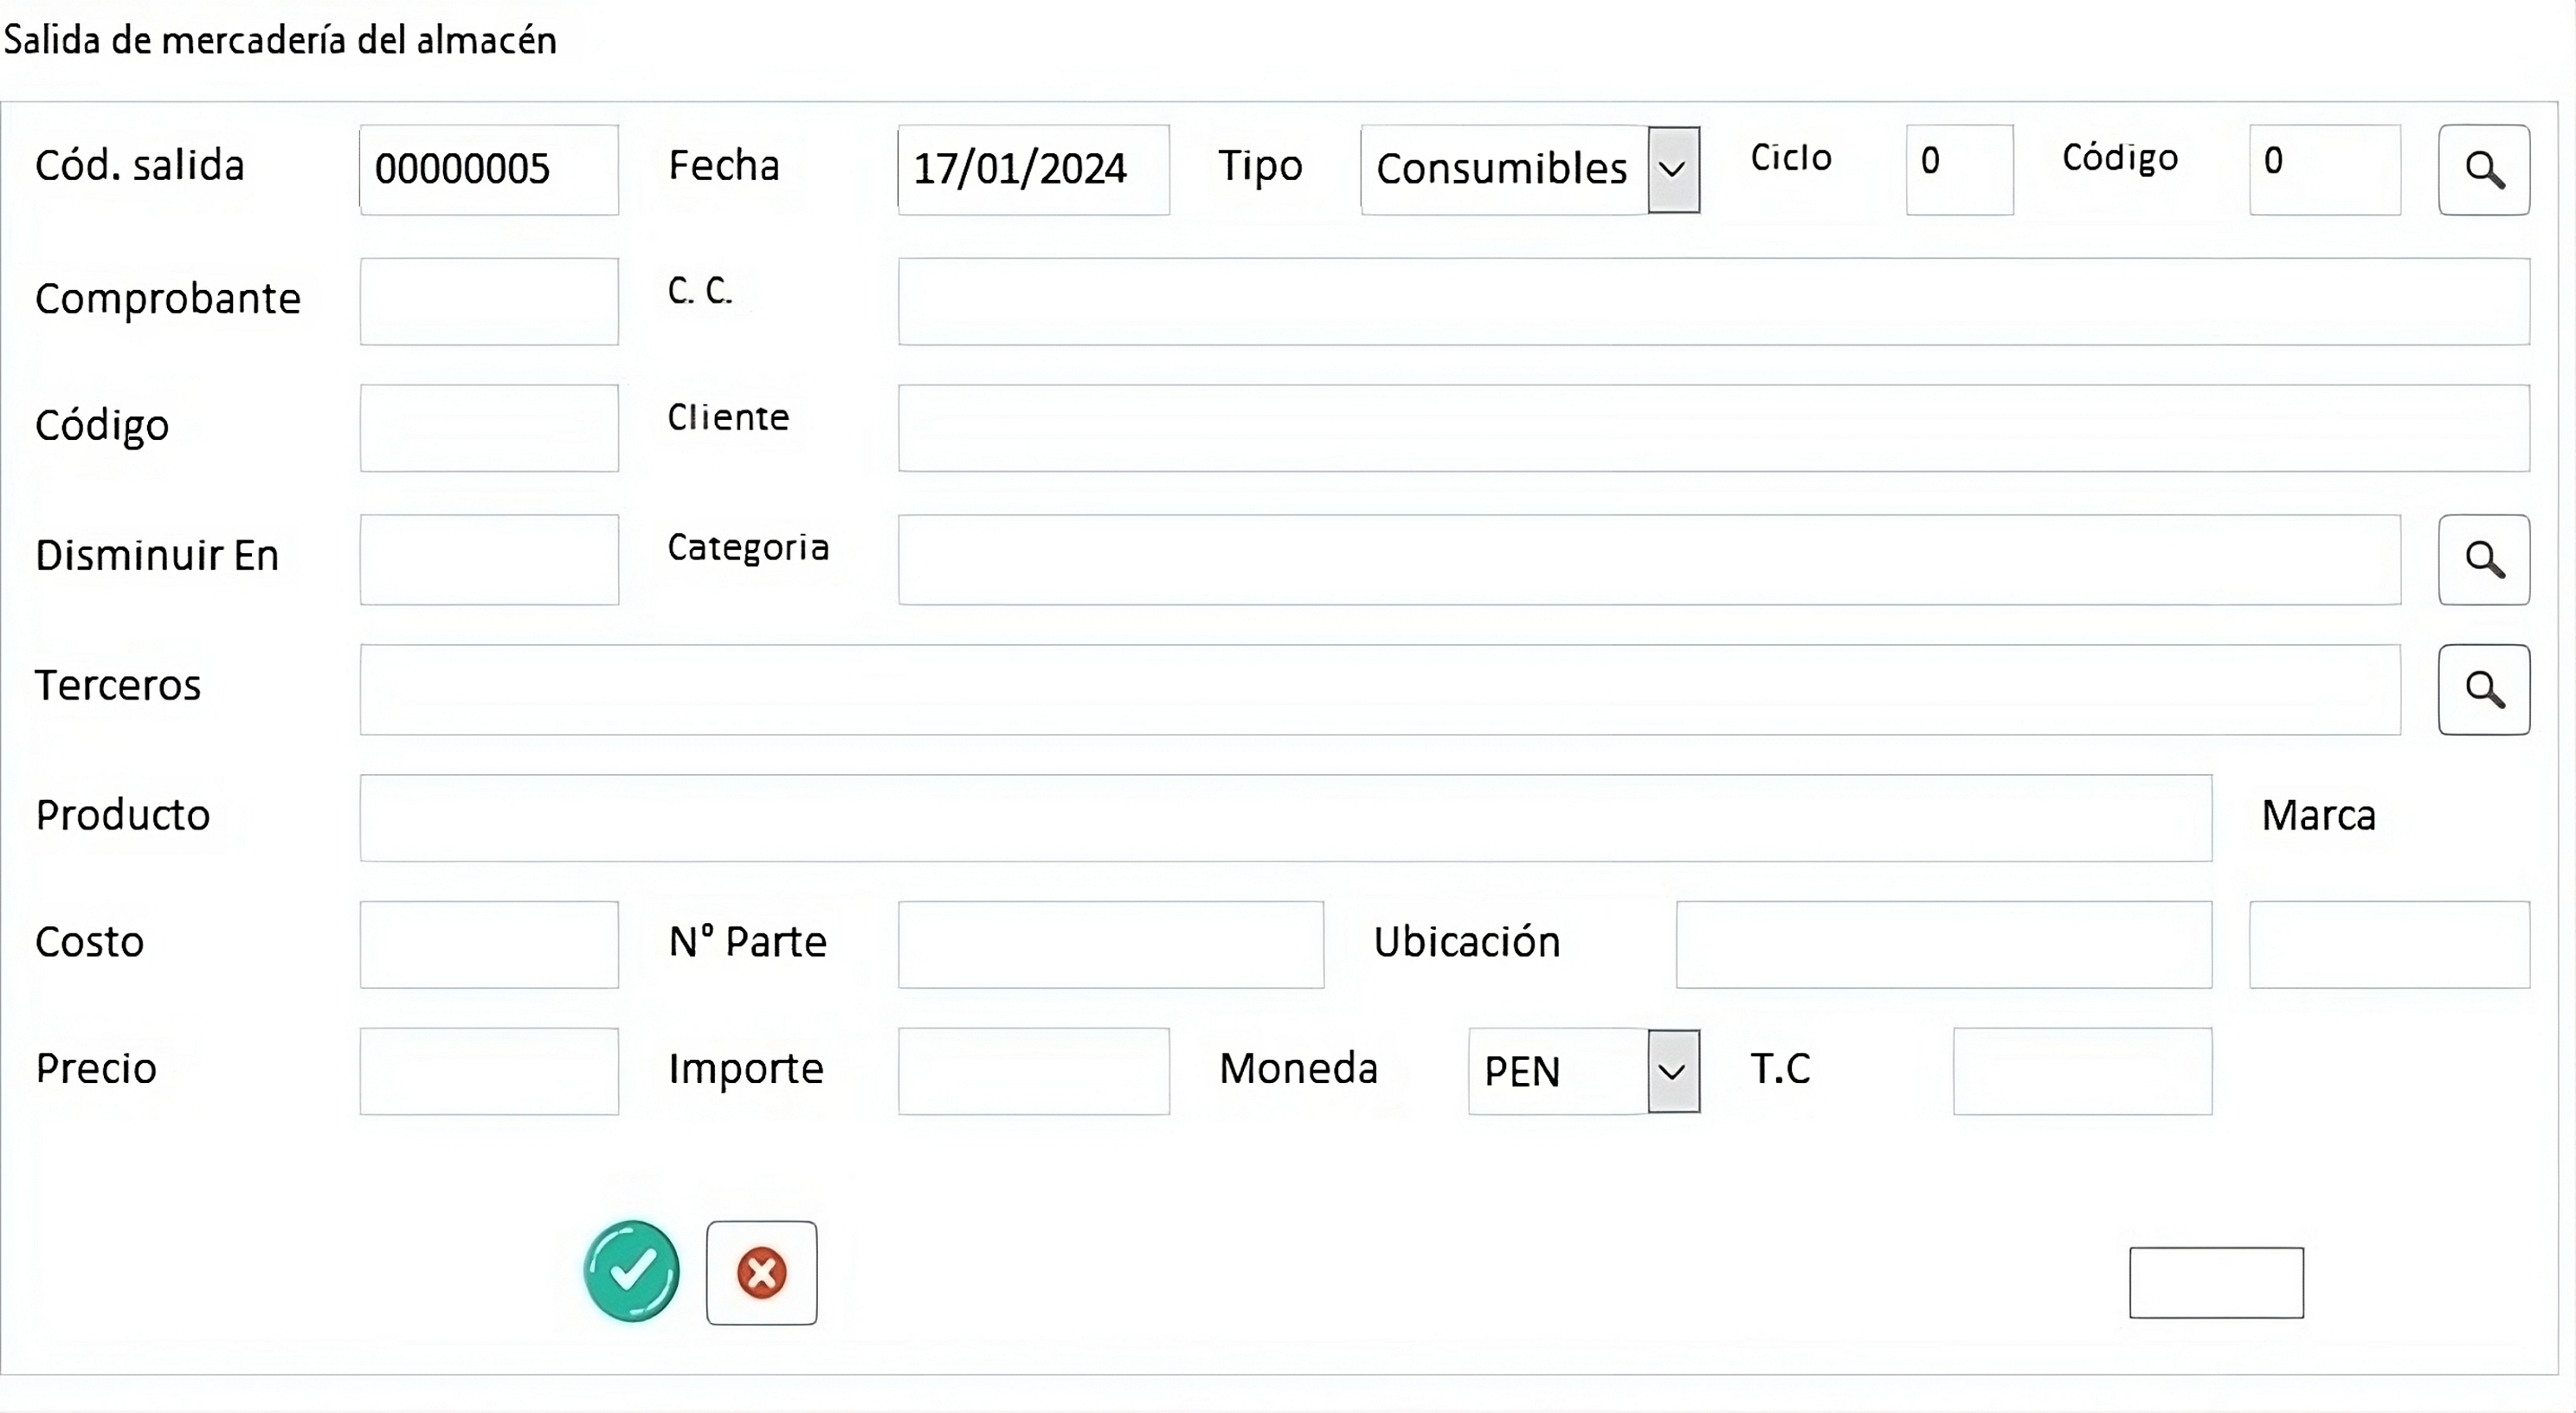 Salida de mercadería del almacén
Cód. salida 00000005 Fecha 17/01/2024 Tipo Consumibles Ciclo 0 Código 0
Comprobante C. C.
Código Cliente
Disminuir En Categoria
Terceros
Producto Marca
Costo N° Parte Ubicación
Precio Importe Moneda PEN T.C